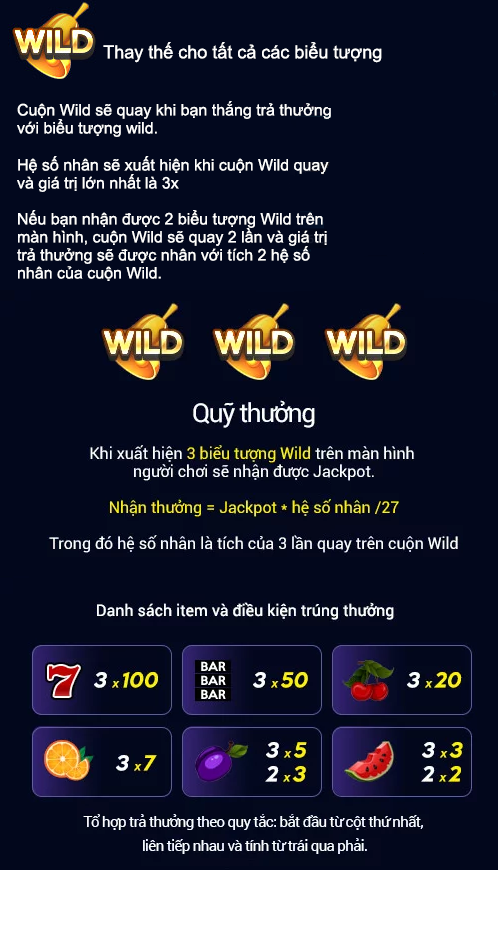 WILD Thay thế cho tất cả các biểu tượng
Cuộn Wild sẽ quay khi bạn thắng trả thưởng
với biểu tượng wild.
Hệ số nhân sẽ xuất hiện khi cuộn Wild quay
và giá trị lớn nhất là 3x
Nếu bạn nhận được 2 biểu tượng Wild trên
màn hình, cuộn Wild sẽ quay 2 lần và giá trị
trả thưởng sẽ được nhân với tích 2 hệ số
nhân của cuộn Wild.
WILD WILD WILD
Quỹ thưởng
Khi xuất hiện 3 biểu tượng Wild trên màn hình
người chơi sẽ nhận được Jackpot.
Nhận thưởng = Jackpot * hệ số nhân /27
Trong đó hệ số nhân là tích của 3 lần quay trên cuộn Wild
Danh sách item và điều kiện trúng thưởng
7 3 x 100
BAR
BAR
BAR
3 x 50
3 x 20
3 x 7
3 x 5
2 x 3
3 x 3
2 x 2
Tổ hợp trả thưởng theo quy tắc: bắt đầu từ cột thứ nhất,
liên tiếp nhau và tính từ trái qua phải.